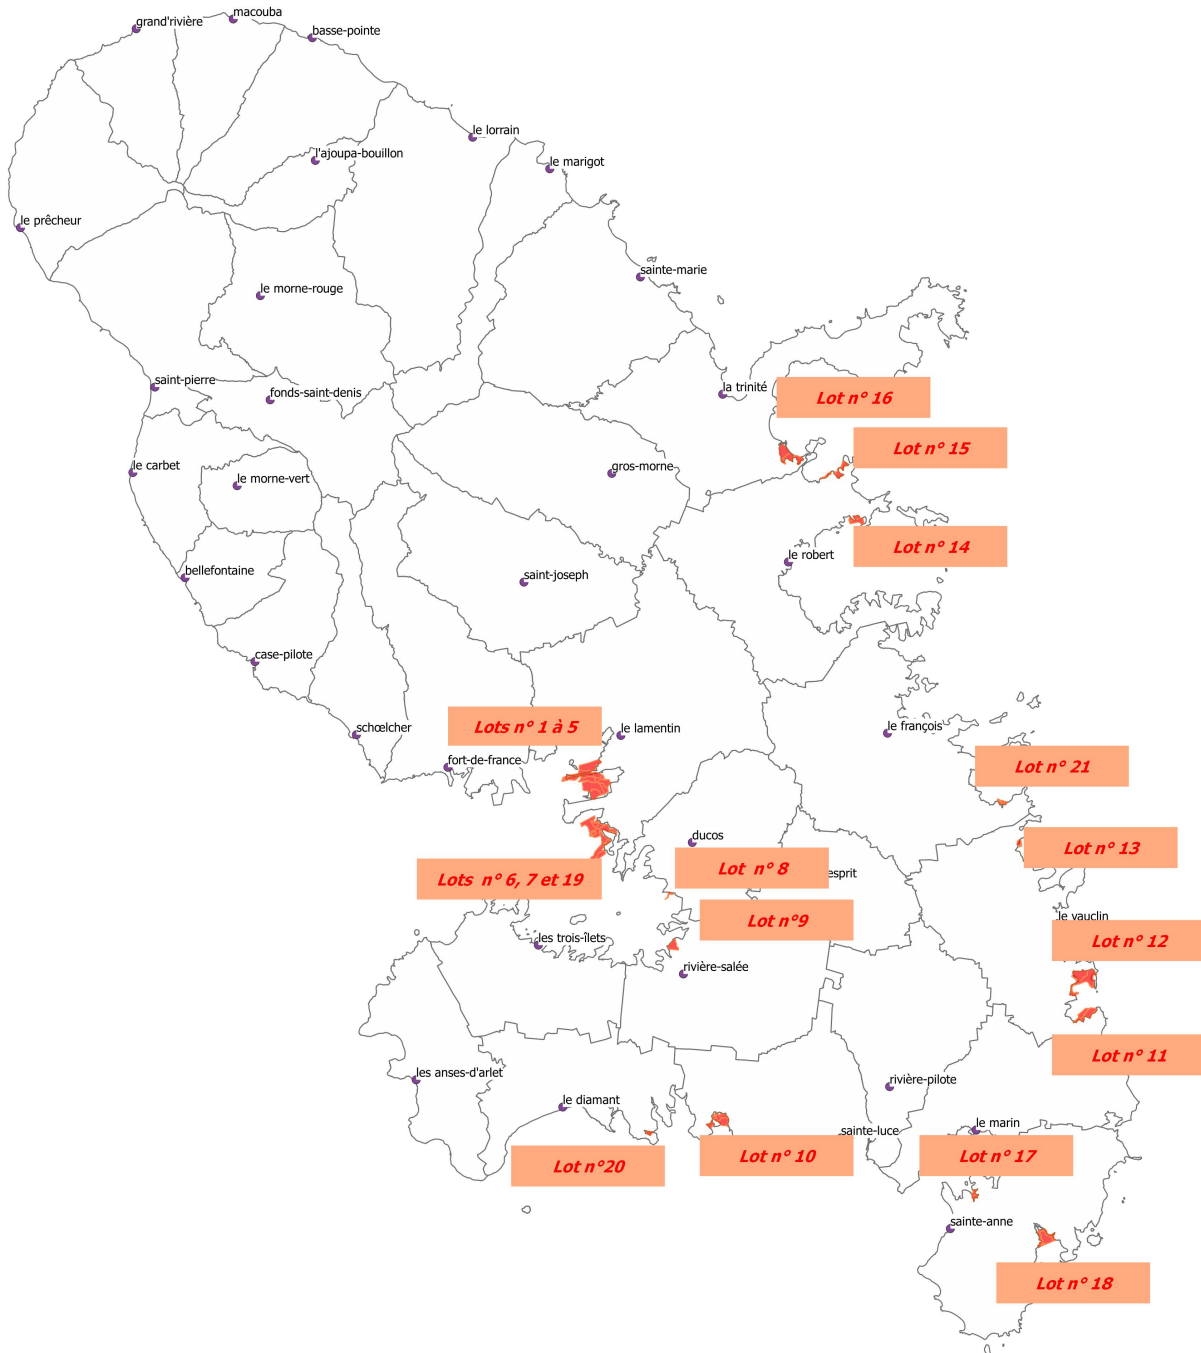 macouba
grand'rivière
basse-pointe
le lorrain
l'ajoupa-bouillon
le marigot
le prêcheur
sainte-marie
le morne-rouge
saint-pierre
la trinité
fonds-saint-denis
Lot n° 16
Lot n° 15
le carbet
gros-morne
le morne-vert
Lot n° 14
le robert
bellefontaine
saint-joseph
case-pilote
Lots n° 1 à 5
schœlcher
le lamentin
le françois
fort-de-france
Lot n° 21
ducos
Lot n° 13
Lots n° 6, 7 et 19
Lot n° 8
esprit
le vauclin
Lot n°9
les trois-îlets
Lot n° 12
rivière-salée
Lot n° 11
les anses-d'arlet
rivière-pilote
le diamant
le marin
sainte-luce
Lot n°20
Lot n° 10
Lot n° 17
sainte-anne
Lot n° 18